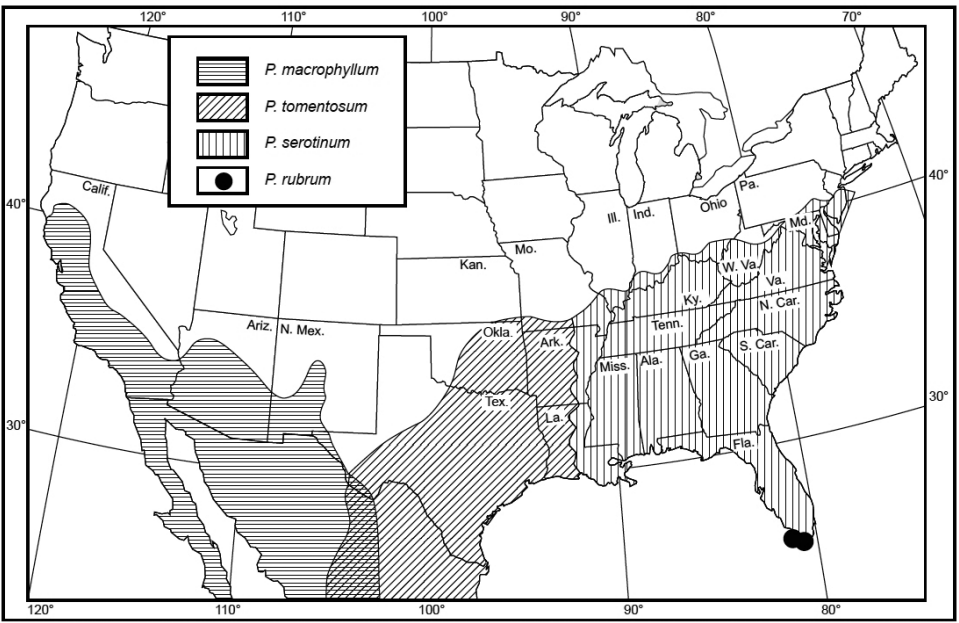 120°
110°
100°
90°
80°
70°
P. macrophyllum
P. tomentosum
P. serotinum
P. rubrum
40°
Calif.
Ill.
Ind.
Ohio
Pa.
40°
Md.
Mo.
Kan.
W. Va.
Va.
Ky.
N. Car.
Ariz.
N. Mex.
Okla.
Ark.
Tenn.
S. Car.
Miss.
Ala.
Ga.
30°
Tex.
La.
Fla.
30°
120°
110°
100°
90°
80°